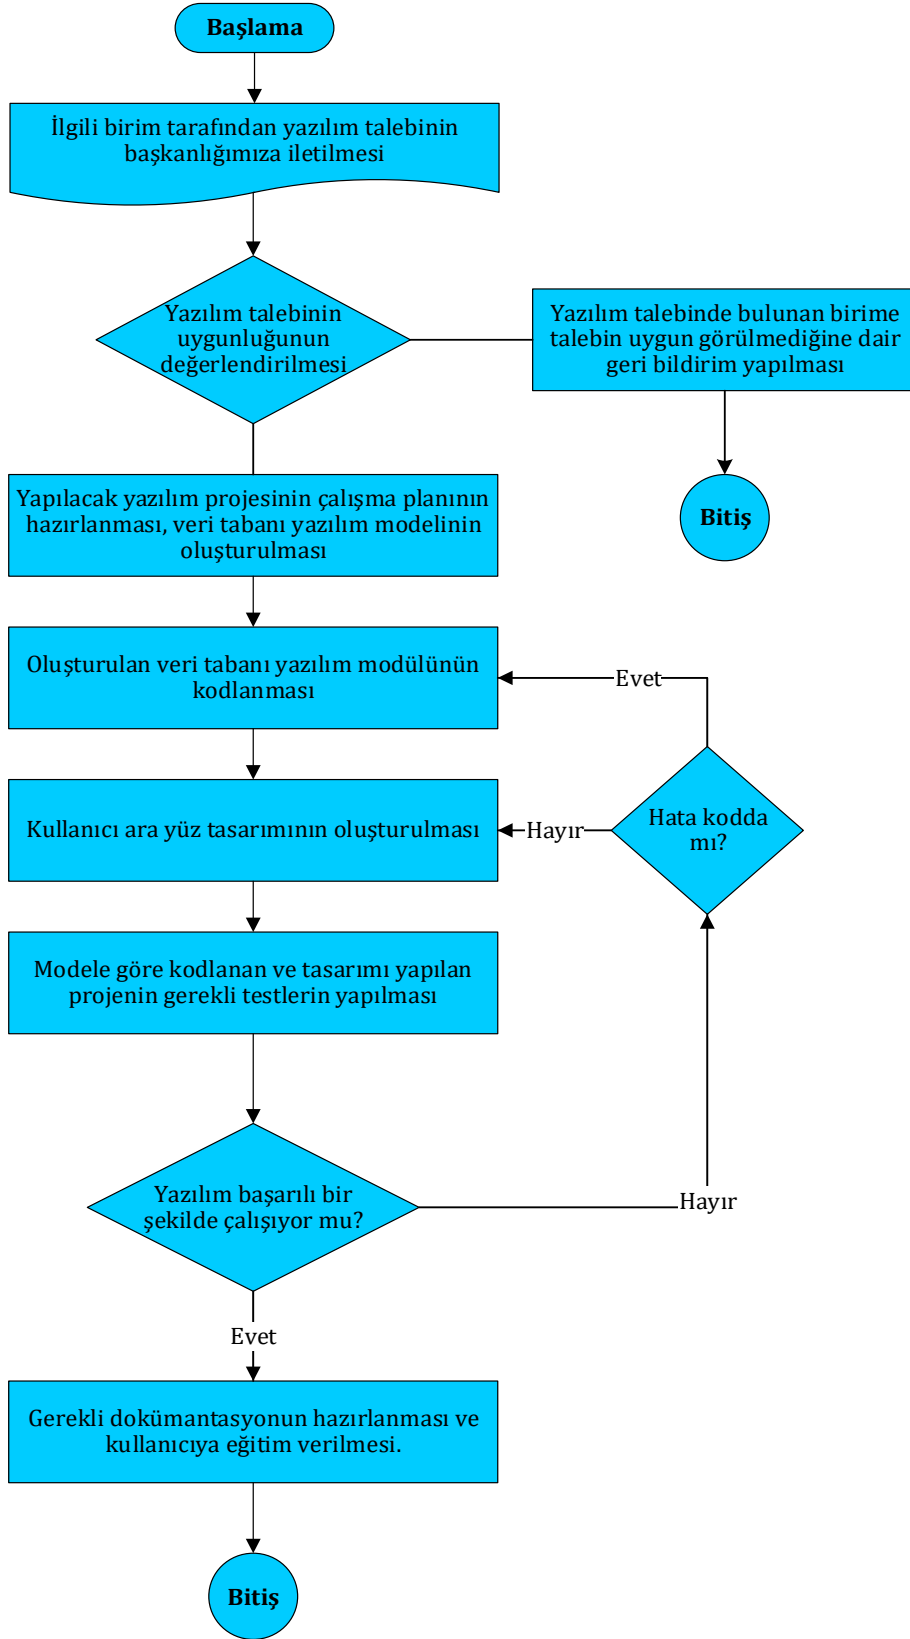 Başlama
İlgili birim tarafından yazılım talebinin
başkanlığımıza iletilmesi
Yazılım talebinin
uygunluğunun
değerlendirilmesi
Yazılım talebinde bulunan birime
talebin uygun görülmediğine dair
geri bildirim yapılması
Bitiş
Yapılacak yazılım projesinin çalışma planının
hazırlanması, veri tabanı yazılım modelinin
oluşturulması
Oluşturulan veri tabanı yazılım modülünün
kodlanması
Evet
Kullanıcı ara yüz tasarımının oluşturulması
Hayır
Hata kodda
mı?
Modele göre kodlanan ve tasarımı yapılan
projenin gerekli testlerin yapılması
Yazılım başarılı bir
şekilde çalışıyor mu?
Hayır
Evet
Gerekli dokümantasyonun hazırlanması ve
kullanıcıya eğitim verilmesi.
Bitiş